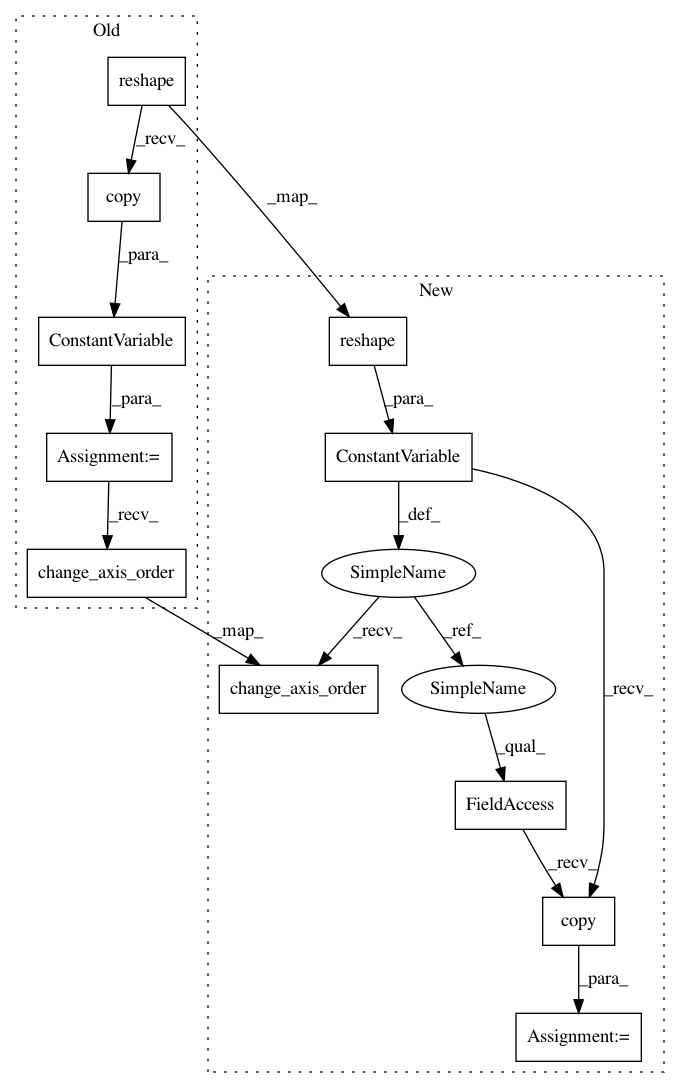 Old
reshape
_recv_
copy
_map_
_para_
New
ConstantVariable
reshape
_para_
_para_
Assignment:=
ConstantVariable
_recv_
_def_
change_axis_order
SimpleName
_map_
_recv_
_ref_
change_axis_order
SimpleName
_recv_
_qual_
FieldAccess
_recv_
copy
_para_
Assignment:=